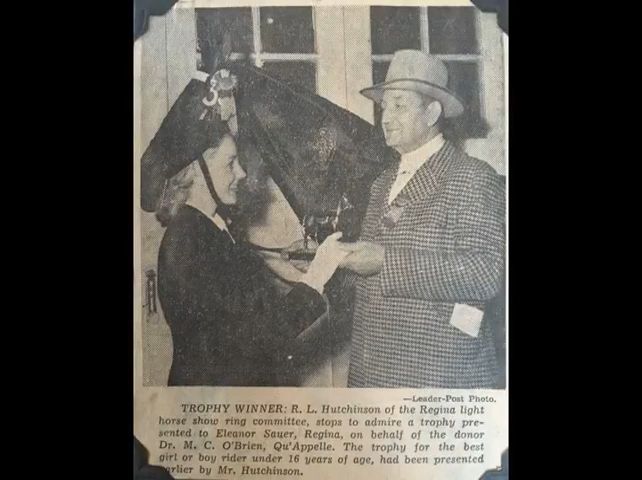 3
—Leader-Post Photo.
TROPHY WINNER: R. L. Hutchinson of the Regina light
horse show ring committee, stops to admire a trophy pre-
sented to Eleanor Sauer, Regina, on behalf of the donor
Dr. M. C. O'Brien, Qu'Appelle. The trophy for the best
girl or boy rider under 16 years of age, had been presented
earlier by Mr. Hutchinson.